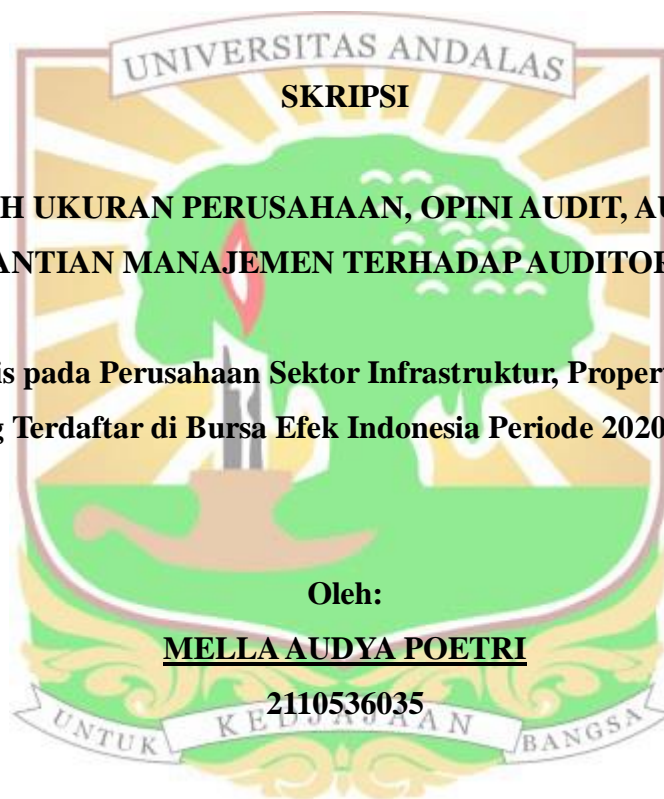 UNIVERSITAS ANDALAS
SKRIPSI
H UKURAN PERUSAHAAN, OPINI AUDIT, AU
ANTIAN MANAJEMEN TERHADAP AUDITOR
is pada Perusahaan Sektor Infrastruktur, Proper
g Terdaftar di Bursa Efek Indonesia Periode 2020
Oleh:
MELLA AUDYA POETRI
2110536035
UNTUK KEDJAJAAN BANGSA